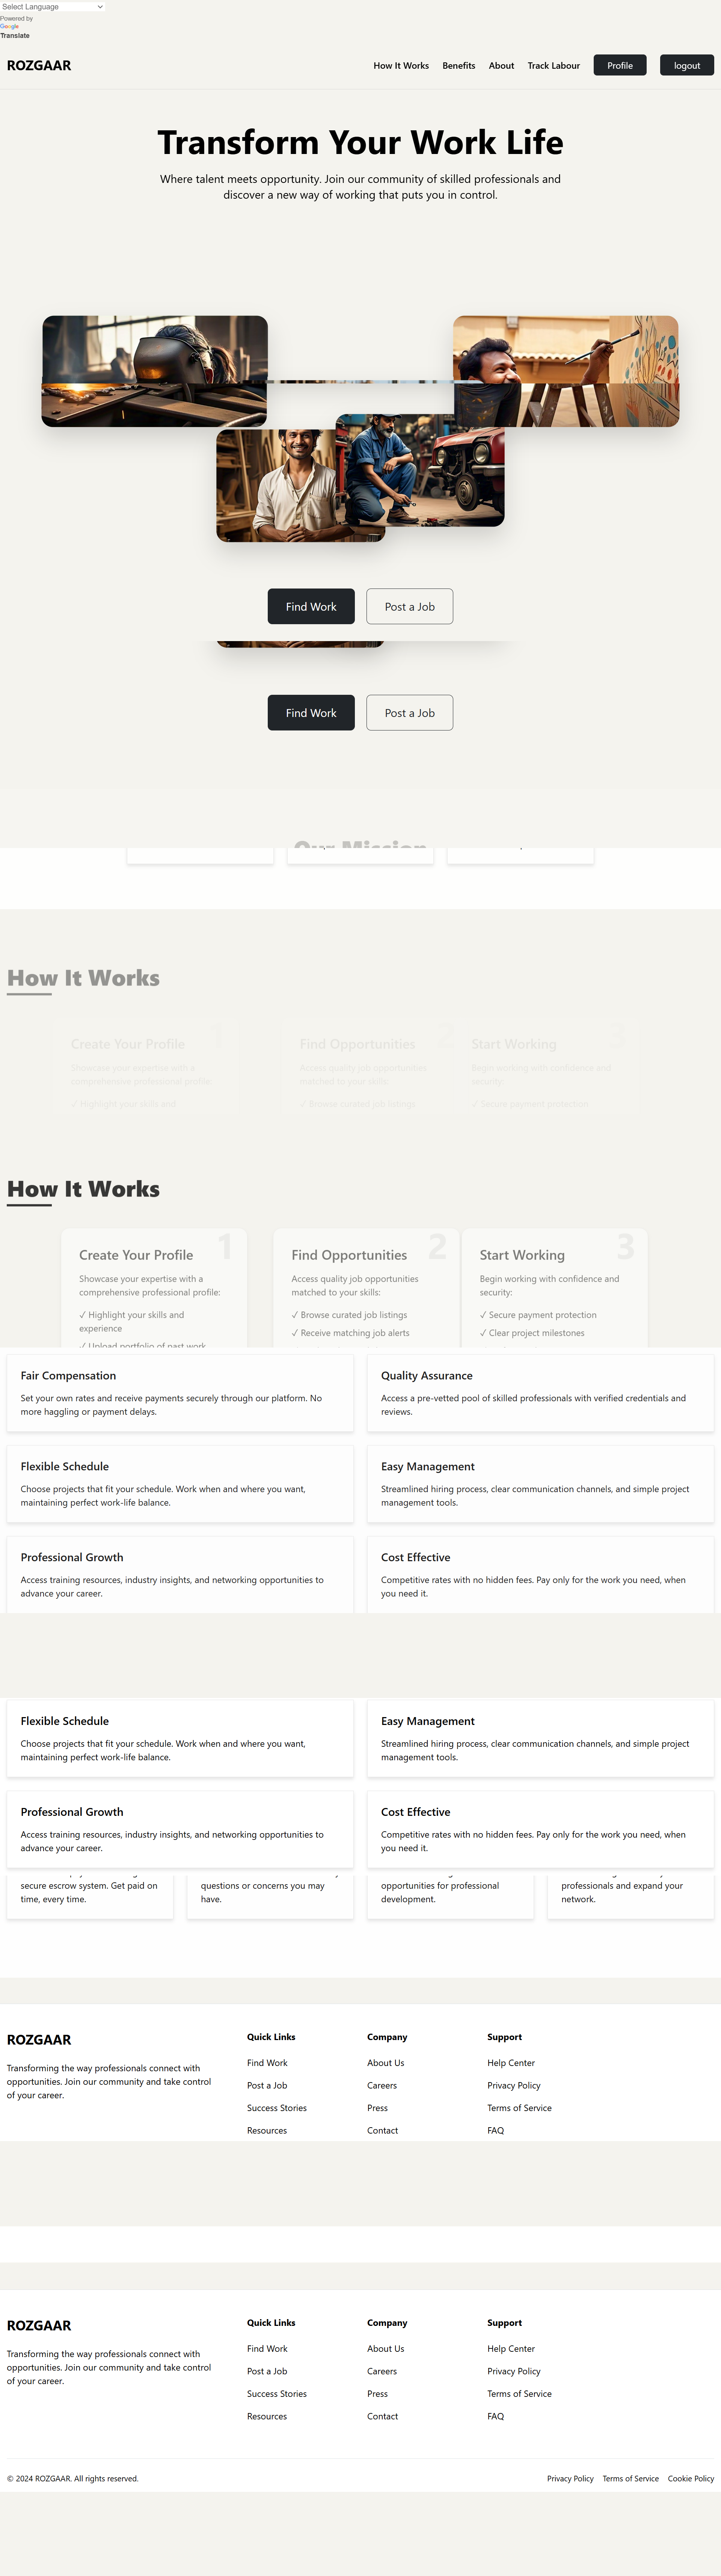 Select Language
Powered by
Google
Translate
ROZGAAR
How It Works Benefits About Track Labour Profile logout
Transform Your Work Life
Where talent meets opportunity. Join our community of skilled professionals and
discover a new way of working that puts you in control.
Find Work Post a Job
Find Work Post a Job
Our Mission
How It Works
Create Your Profile 1
Find Opportunities 2
Start Working 3
Showcase your expertise with a
comprehensive professional profile:
Access quality job opportunities
matched to your skills:
Begin working with confidence and
security:
✓ Highlight your skills and
✓ Browse curated job listings
✓ Secure payment protection
How It Works
Create Your Profile 1
Showcase your expertise with a
comprehensive professional profile:
✓ Highlight your skills and
experience
✓ Upload portfolio of past work
Find Opportunities 2
Access quality job opportunities
matched to your skills:
✓ Browse curated job listings
✓ Receive matching job alerts
Start Working 3
Begin working with confidence and
security:
✓ Secure payment protection
✓ Clear project milestones
Fair Compensation
Set your own rates and receive payments securely through our platform. No
more haggling or payment delays.
Quality Assurance
Access a pre-vetted pool of skilled professionals with verified credentials and
reviews.
Flexible Schedule
Choose projects that fit your schedule. Work when and where you want,
maintaining perfect work-life balance.
Easy Management
Streamlined hiring process, clear communication channels, and simple project
management tools.
Professional Growth
Access training resources, industry insights, and networking opportunities to
advance your career.
Cost Effective
Competitive rates with no hidden fees. Pay only for the work you need, when
you need it.
Flexible Schedule
Choose projects that fit your schedule. Work when and where you want,
maintaining perfect work-life balance.
Easy Management
Streamlined hiring process, clear communication channels, and simple project
management tools.
Professional Growth
Access training resources, industry insights, and networking opportunities to
advance your career.
Cost Effective
Competitive rates with no hidden fees. Pay only for the work you need, when
you need it.
secure escrow system. Get paid on
time, every time.
questions or concerns you may
have.
opportunities for professional
development.
professionals and expand your
network.
ROZGAAR
Transforming the way professionals connect with
opportunities. Join our community and take control
of your career.
Quick Links
Find Work
Post a Job
Success Stories
Resources
Company
About Us
Careers
Press
Contact
Support
Help Center
Privacy Policy
Terms of Service
FAQ
ROZGAAR
Transforming the way professionals connect with
opportunities. Join our community and take control
of your career.
Quick Links
Find Work
Post a Job
Success Stories
Resources
Company
About Us
Careers
Press
Contact
Support
Help Center
Privacy Policy
Terms of Service
FAQ
© 2024 ROZGAAR. All rights reserved.
Privacy Policy Terms of Service Cookie Policy